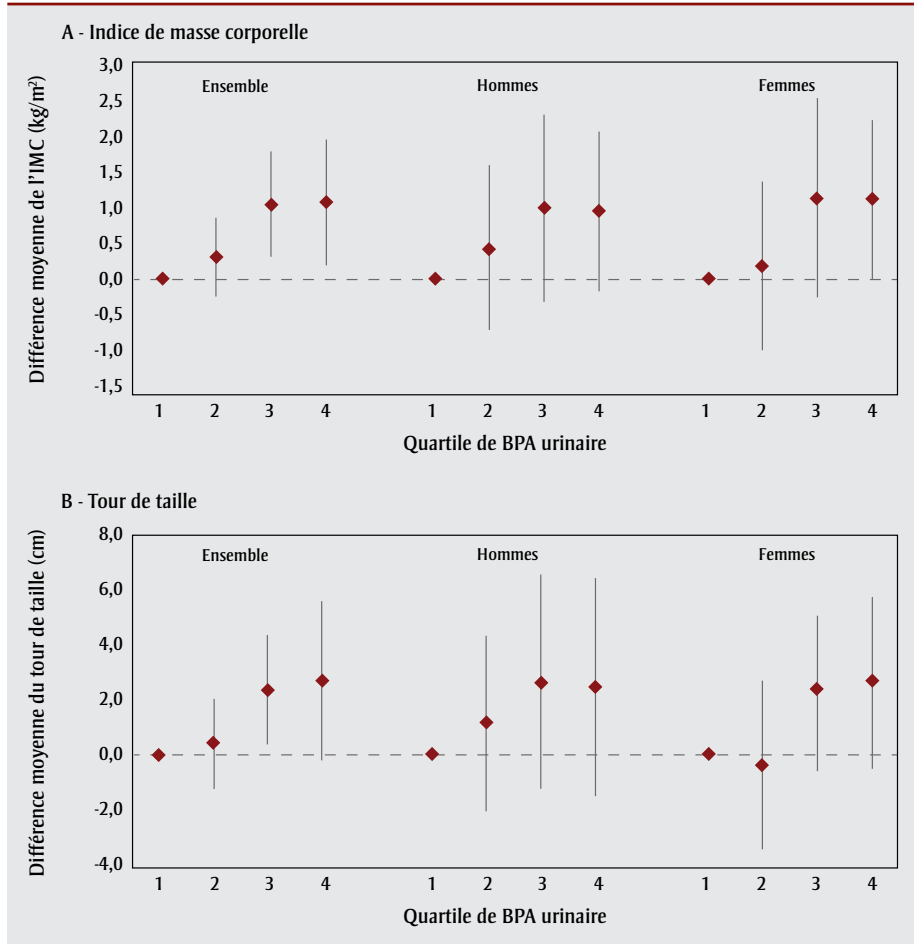 A - Indice de masse corporelle
Différence moyenne de l'IMC (kg/m²)
3,0
2,5
2,0
1,5
1,0
0,5
0,0
-0,5
-1,0
-1,5
Ensemble Hommes Femmes
1 2 3 4 1 2 3 4 1 2 3 4
Quartile de BPA urinaire
B - Tour de taille
Différence moyenne du tour de taille (cm)
8,0
6,0
4,0
2,0
0,0
-2,0
-4,0
Ensemble Hommes Femmes
1 2 3 4 1 2 3 4 1 2 3 4
Quartile de BPA urinaire